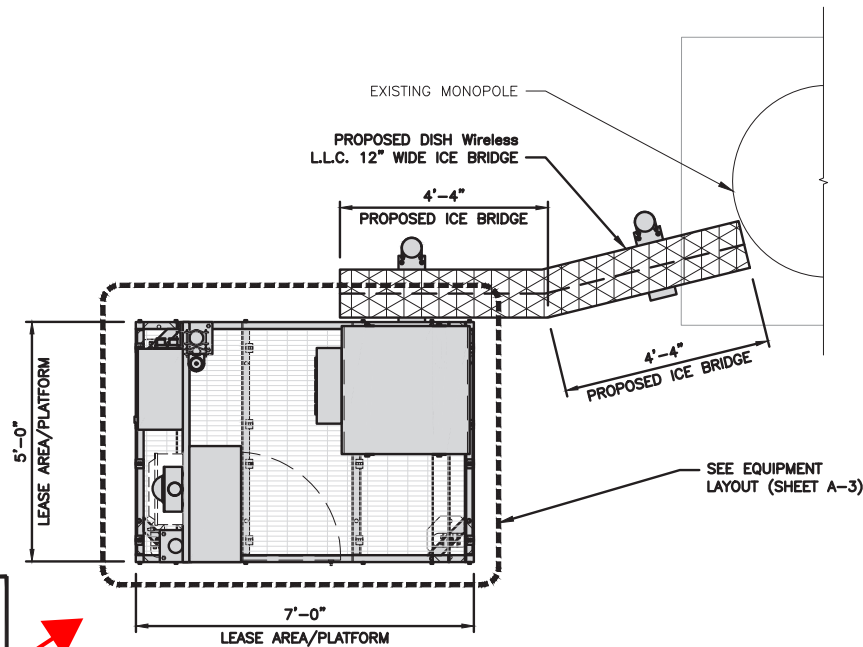 EXISTING MONOPOLE
PROPOSED DISH Wireless
L.L.C. 12" WIDE ICE BRIDGE
4'-4"
PROPOSED ICE BRIDGE
4'-4"
PROPOSED ICE BRIDGE
5'-0"
LEASE AREA/PLATFORM
SEE EQUIPMENT
LAYOUT (SHEET A-3)
7'-0"
LEASE AREA/PLATFORM